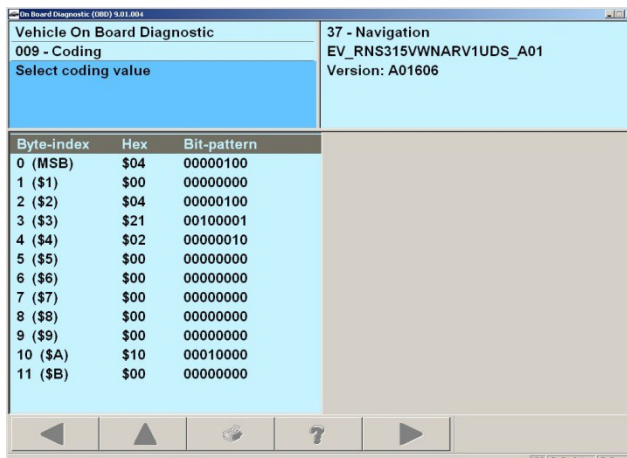 On Board Diagnostic (OBD) 9.01.004
Vehicle On Board Diagnostic
009 - Coding
Select coding value
37 - Navigation
EV_RNS315VWNARV1UDS_A01
Version: A01606
Byte-index Hex Bit-pattern
0 (MSB) $04 00000100
1 ($1) $00 00000000
2 ($2) $04 00000100
3 ($3) $21 00100001
4 ($4) $02 00000010
5 ($5) $00 00000000
6 ($6) $00 00000000
7 ($7) $00 00000000
8 ($8) $00 00000000
9 ($9) $00 00000000
10 ($A) $10 00010000
11 ($B) $00 00000000
?